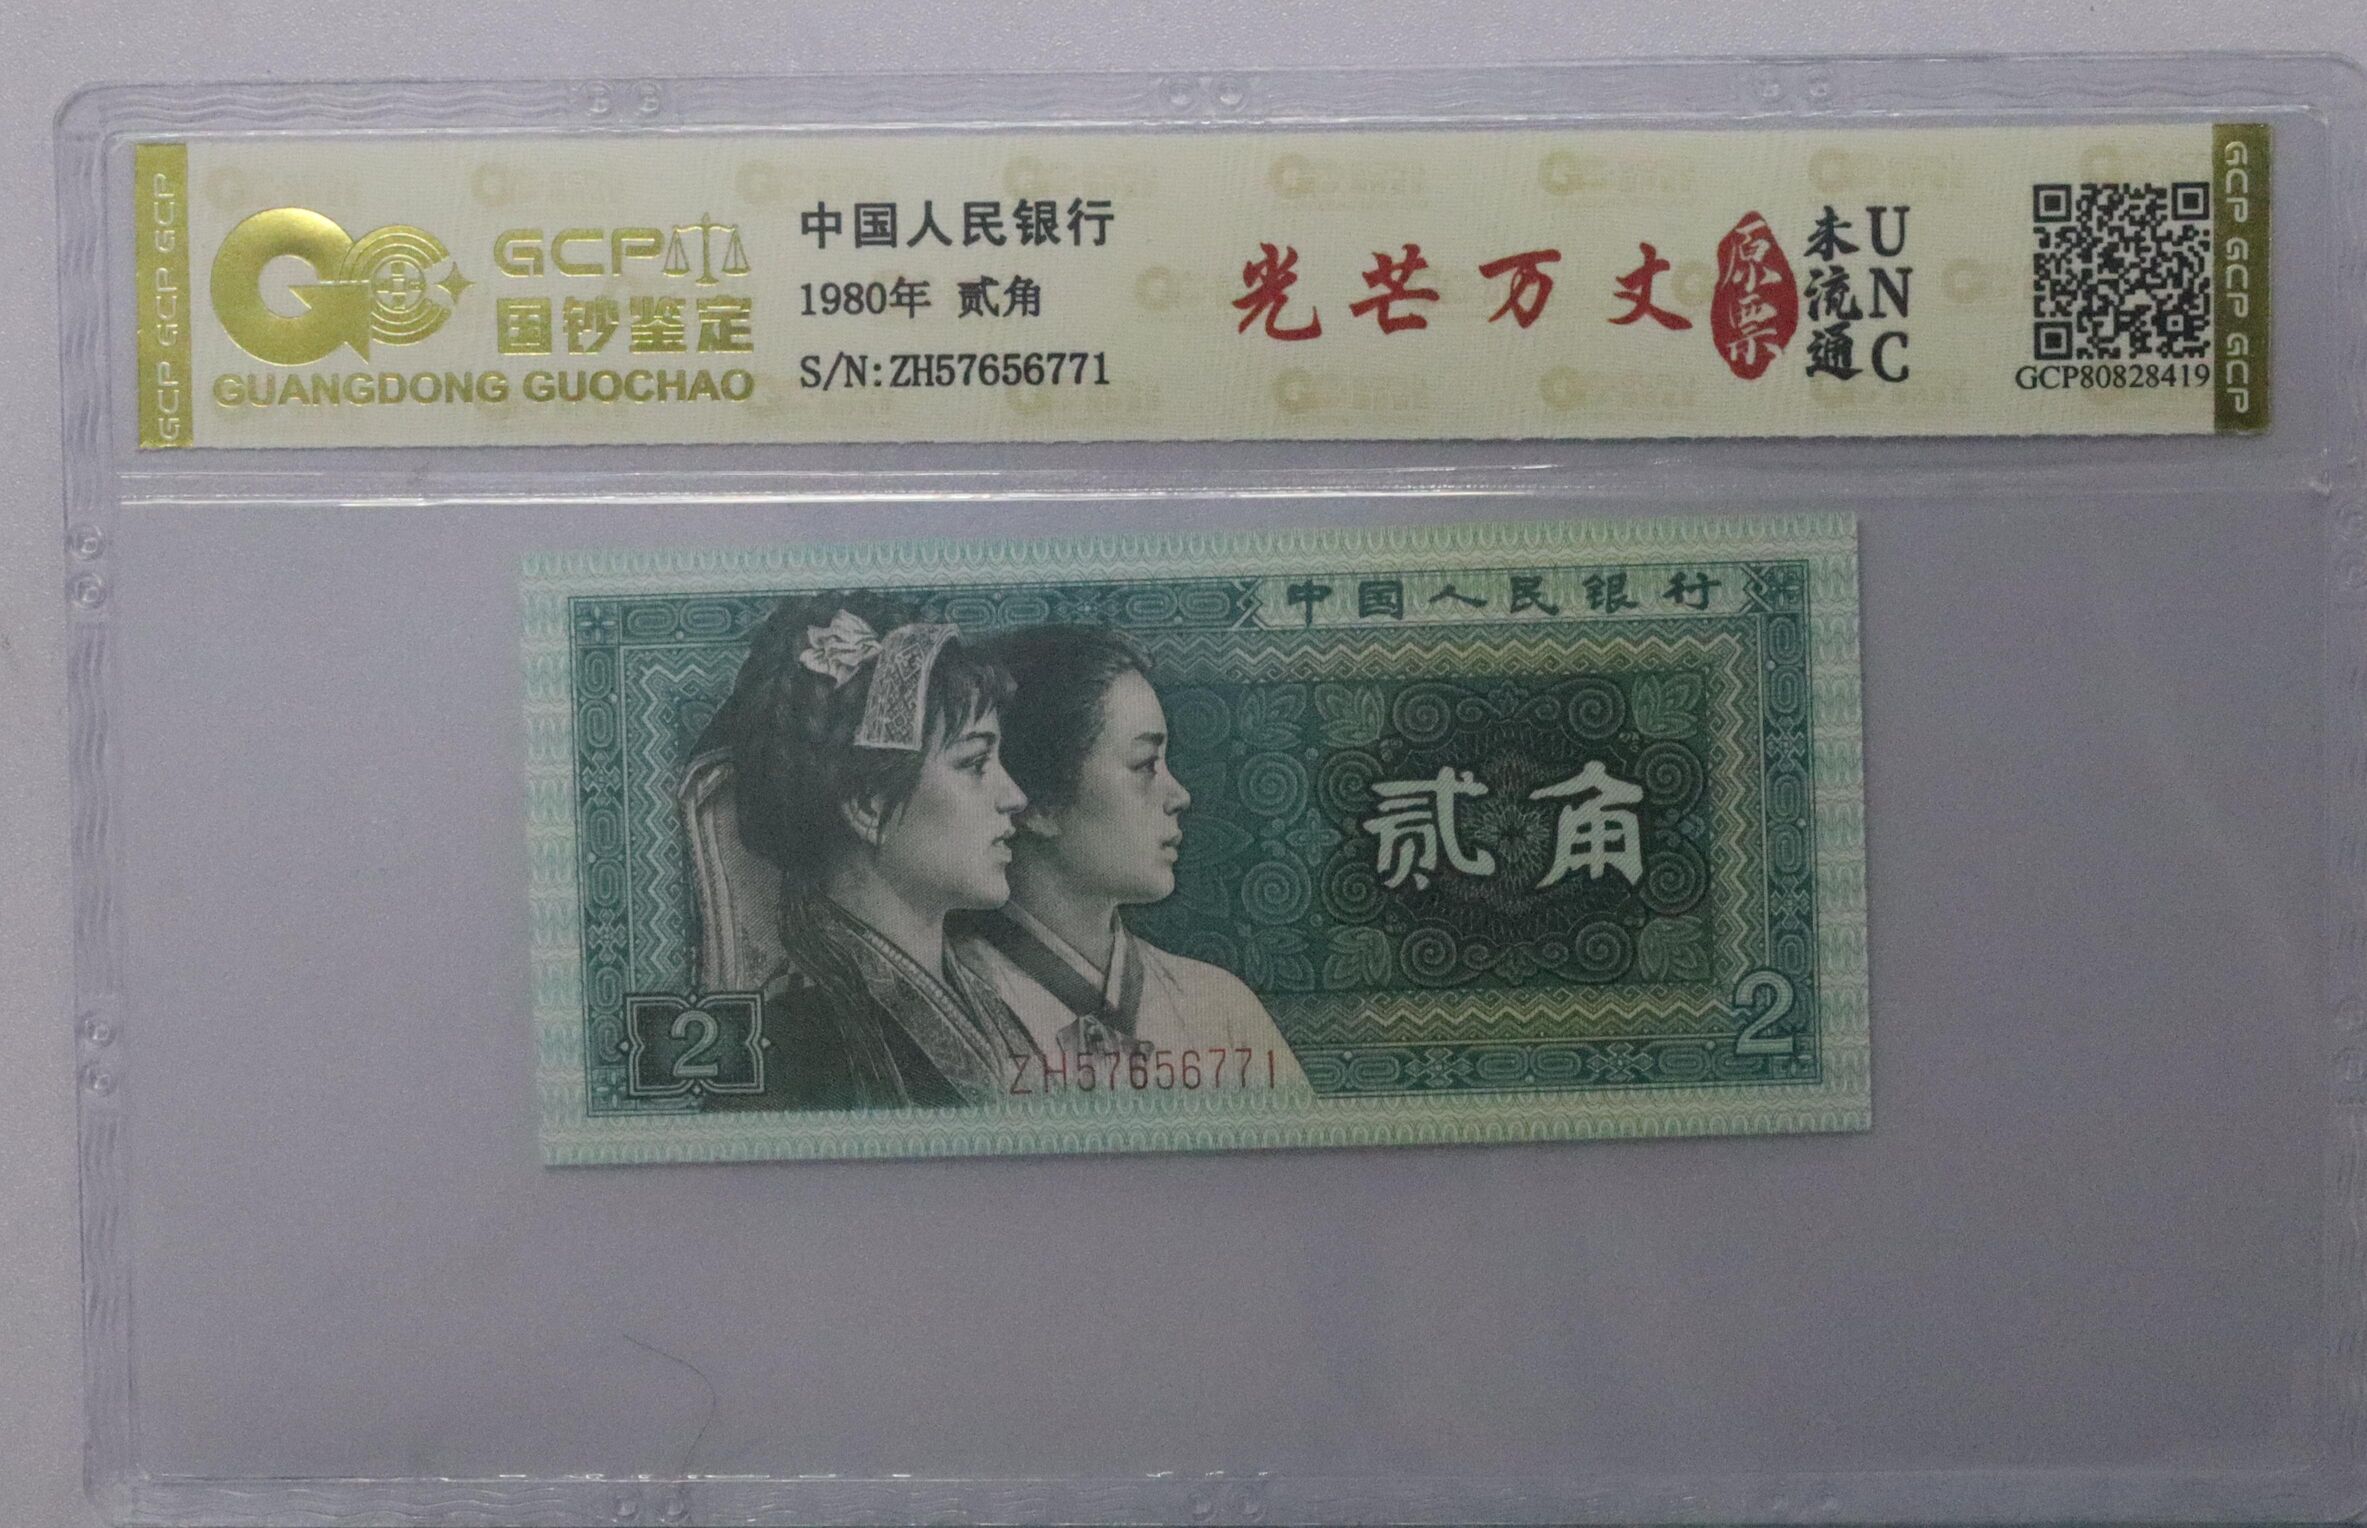 GCP GCP GCP
GCP
国钞鉴定
GUANGDONG GUOCHAO
中国人民银行
1980年 贰角
S/N:ZH57656771
光芒万丈
原票
未流通
UNC
GCP80828419
GCP GCP GCP
中国人民银行
贰角
2
2
ZH57656771